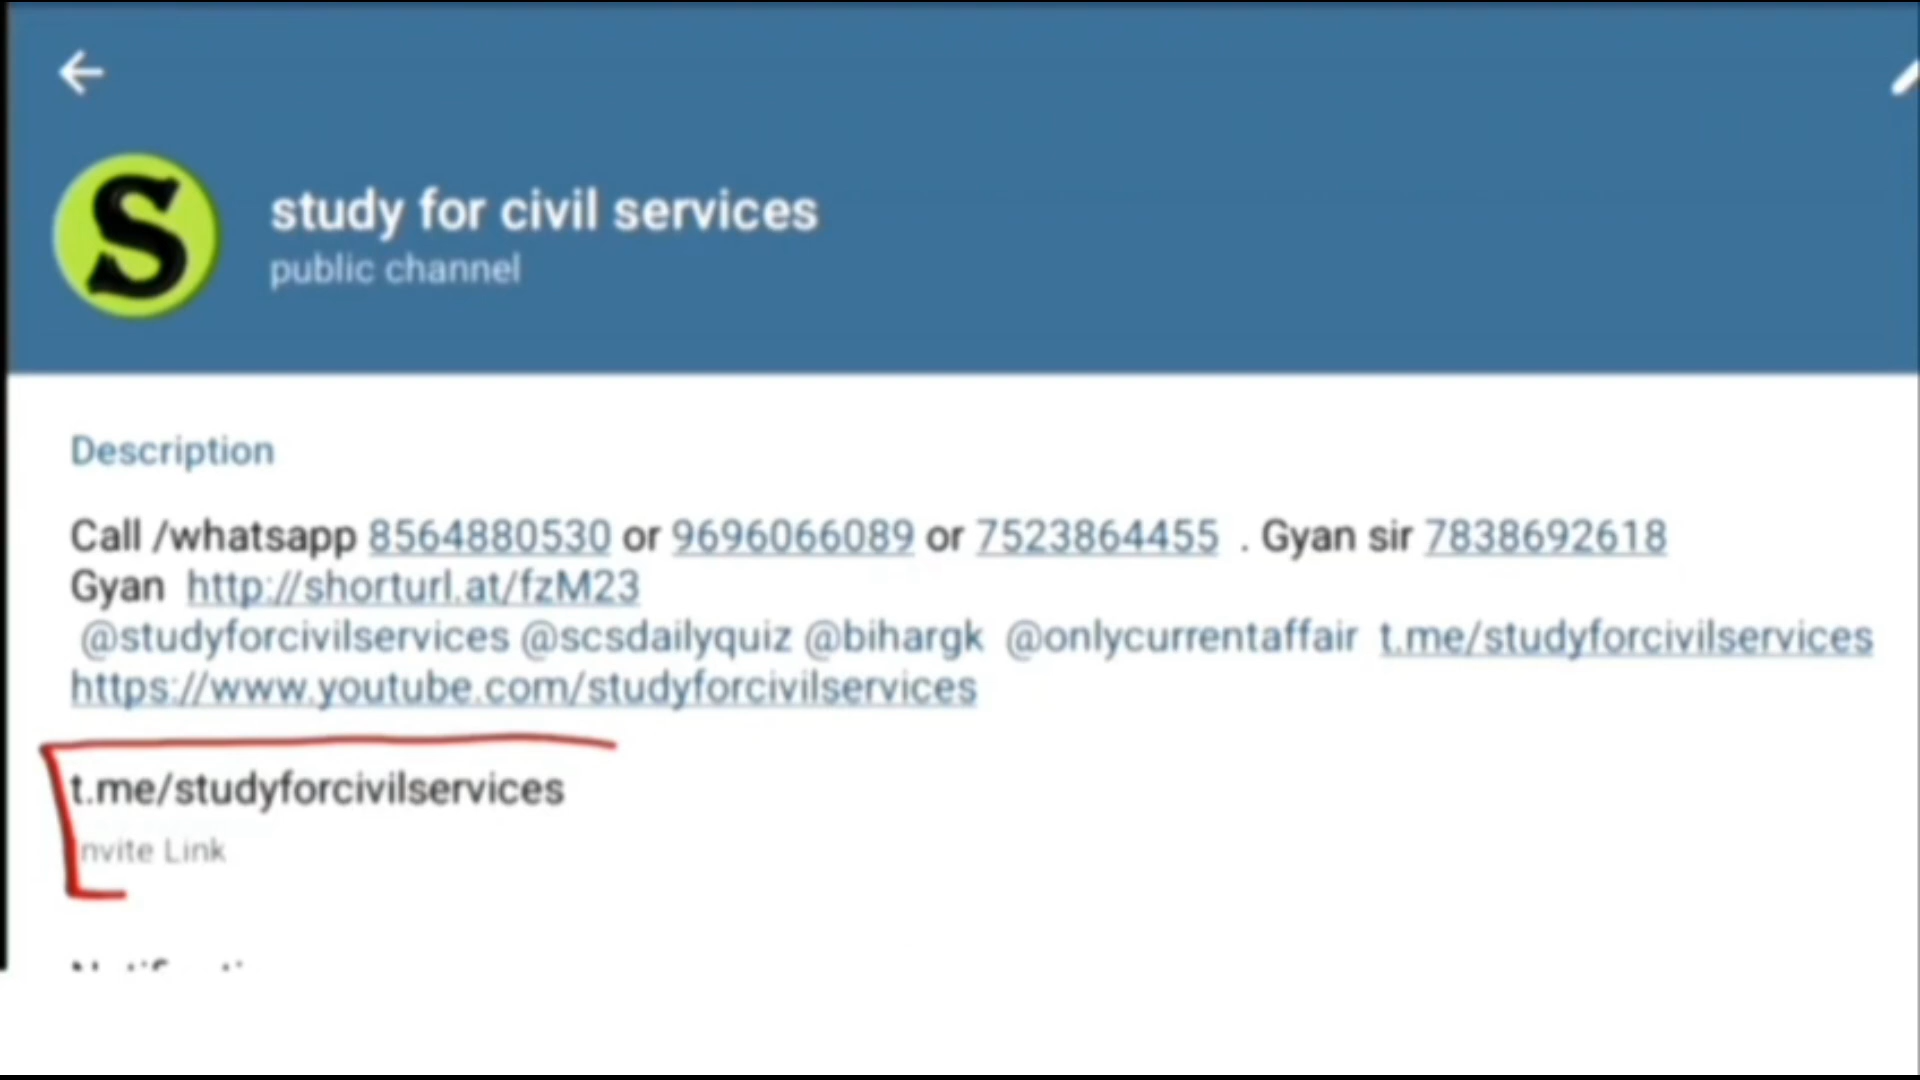 S
study for civil services
public channel
Description
Call /whatsapp 8564880530 or 9696066089 or 7523864455 . Gyan sir 7838692618
Gyan http://shorturl.at/fzM23
@studyforcivilservices @scsdailyquiz @bihargk @onlycurrentaffair t.me/studyforcivilservices
https://www.youtube.com/studyforcivilservices
t.me/studyforcivilservices
Invite Link